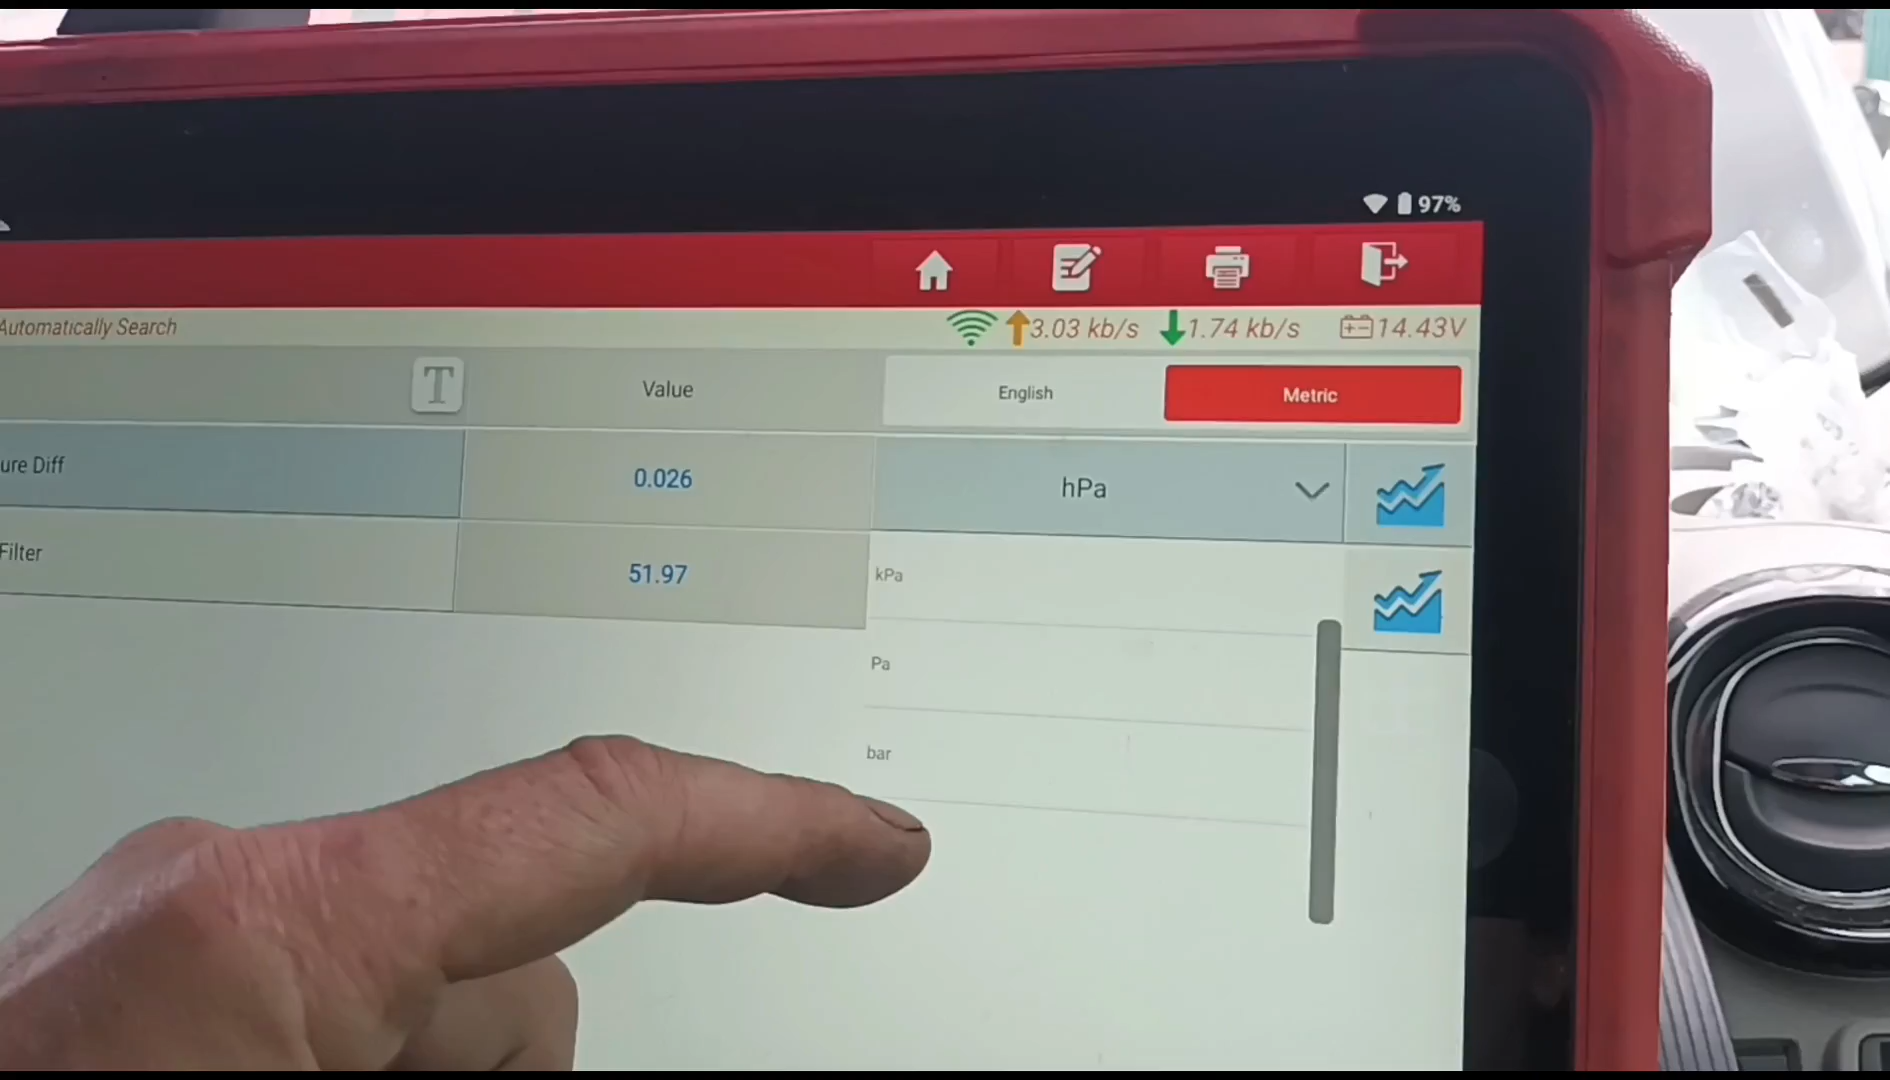 97%
Automatically Search 3.03 kb/s 1.74 kb/s 14.43V
T Value English Metric
ure Diff 0.026 hPa
Filter 51.97 kPa
Pa
bar